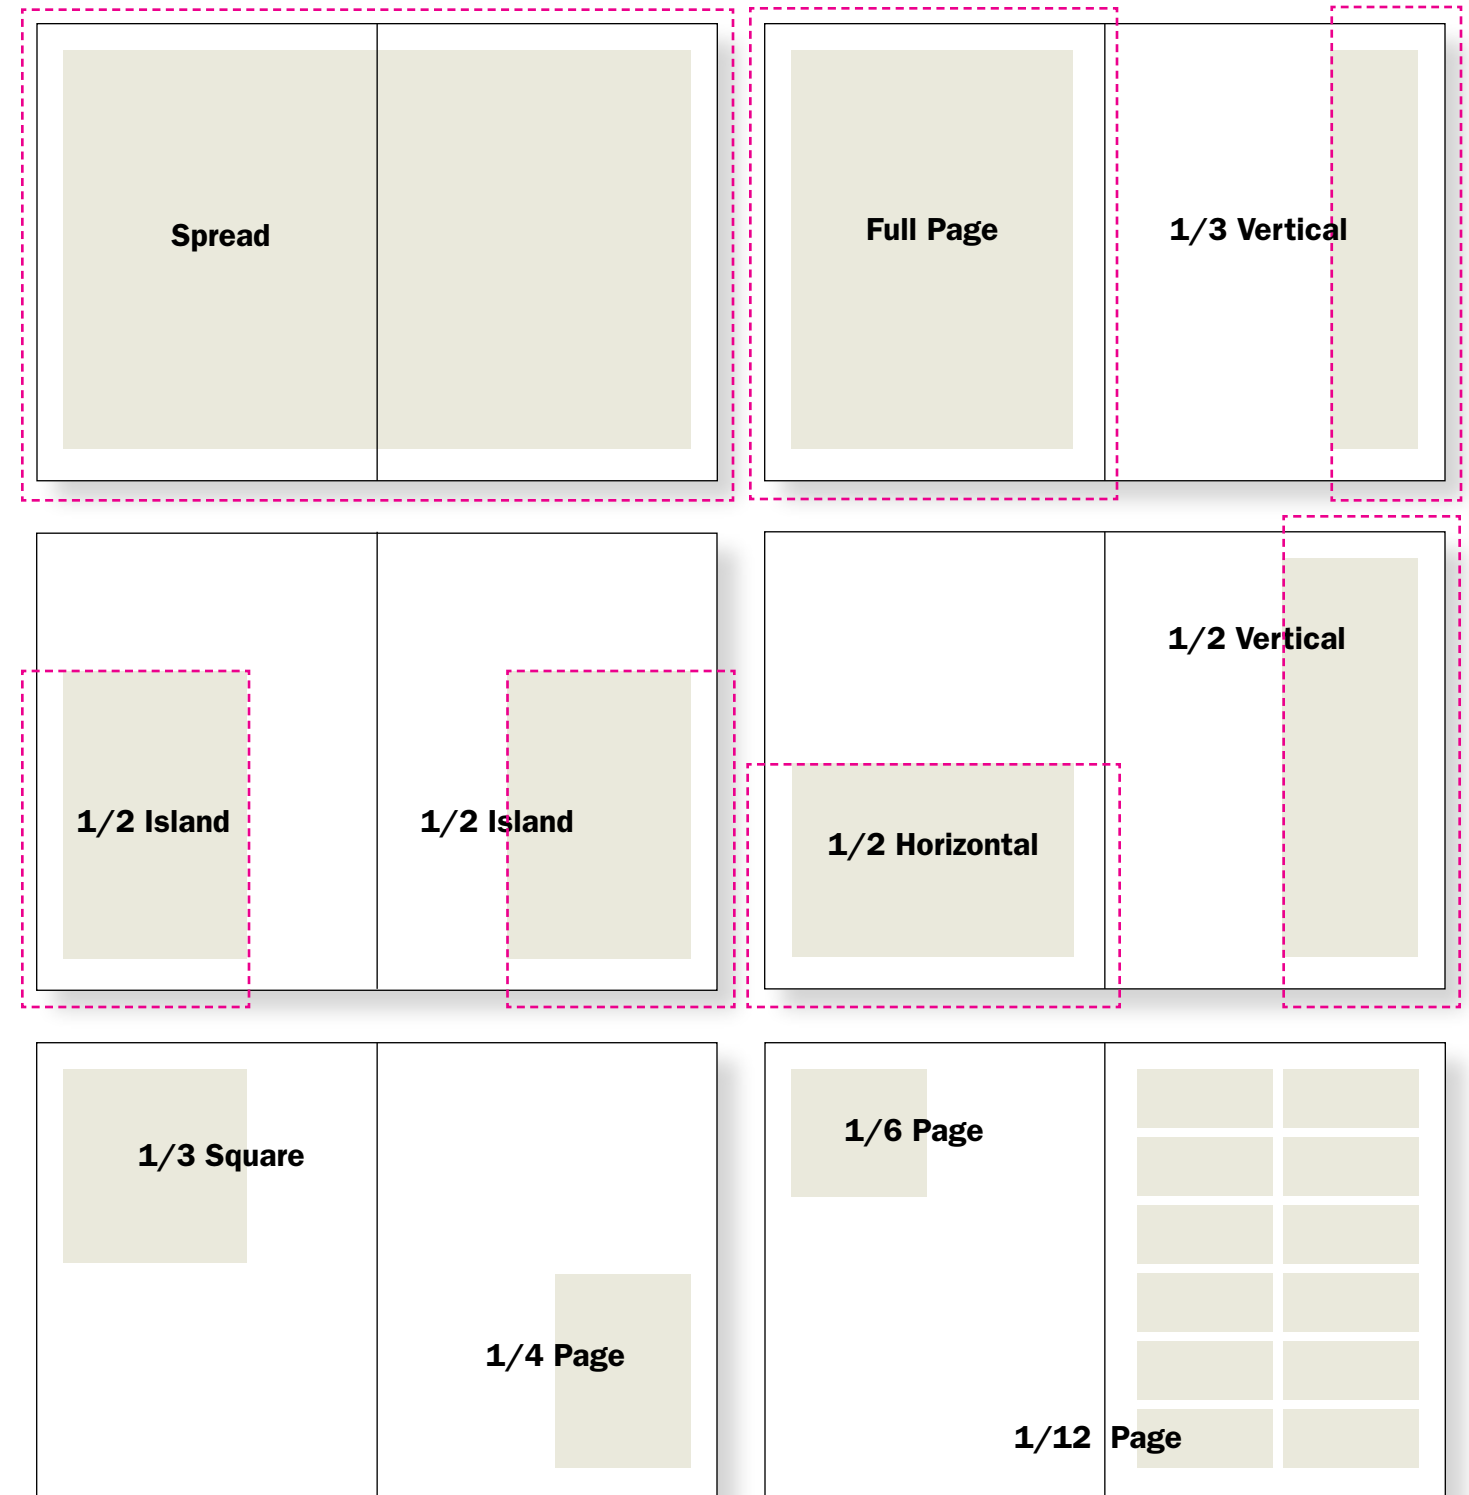 Spread
Full Page
1/3 Vertical
1/2 Island
1/2 Island
1/2 Horizontal
1/2 Vertical
1/3 Square
1/4 Page
1/6 Page
1/12 Page